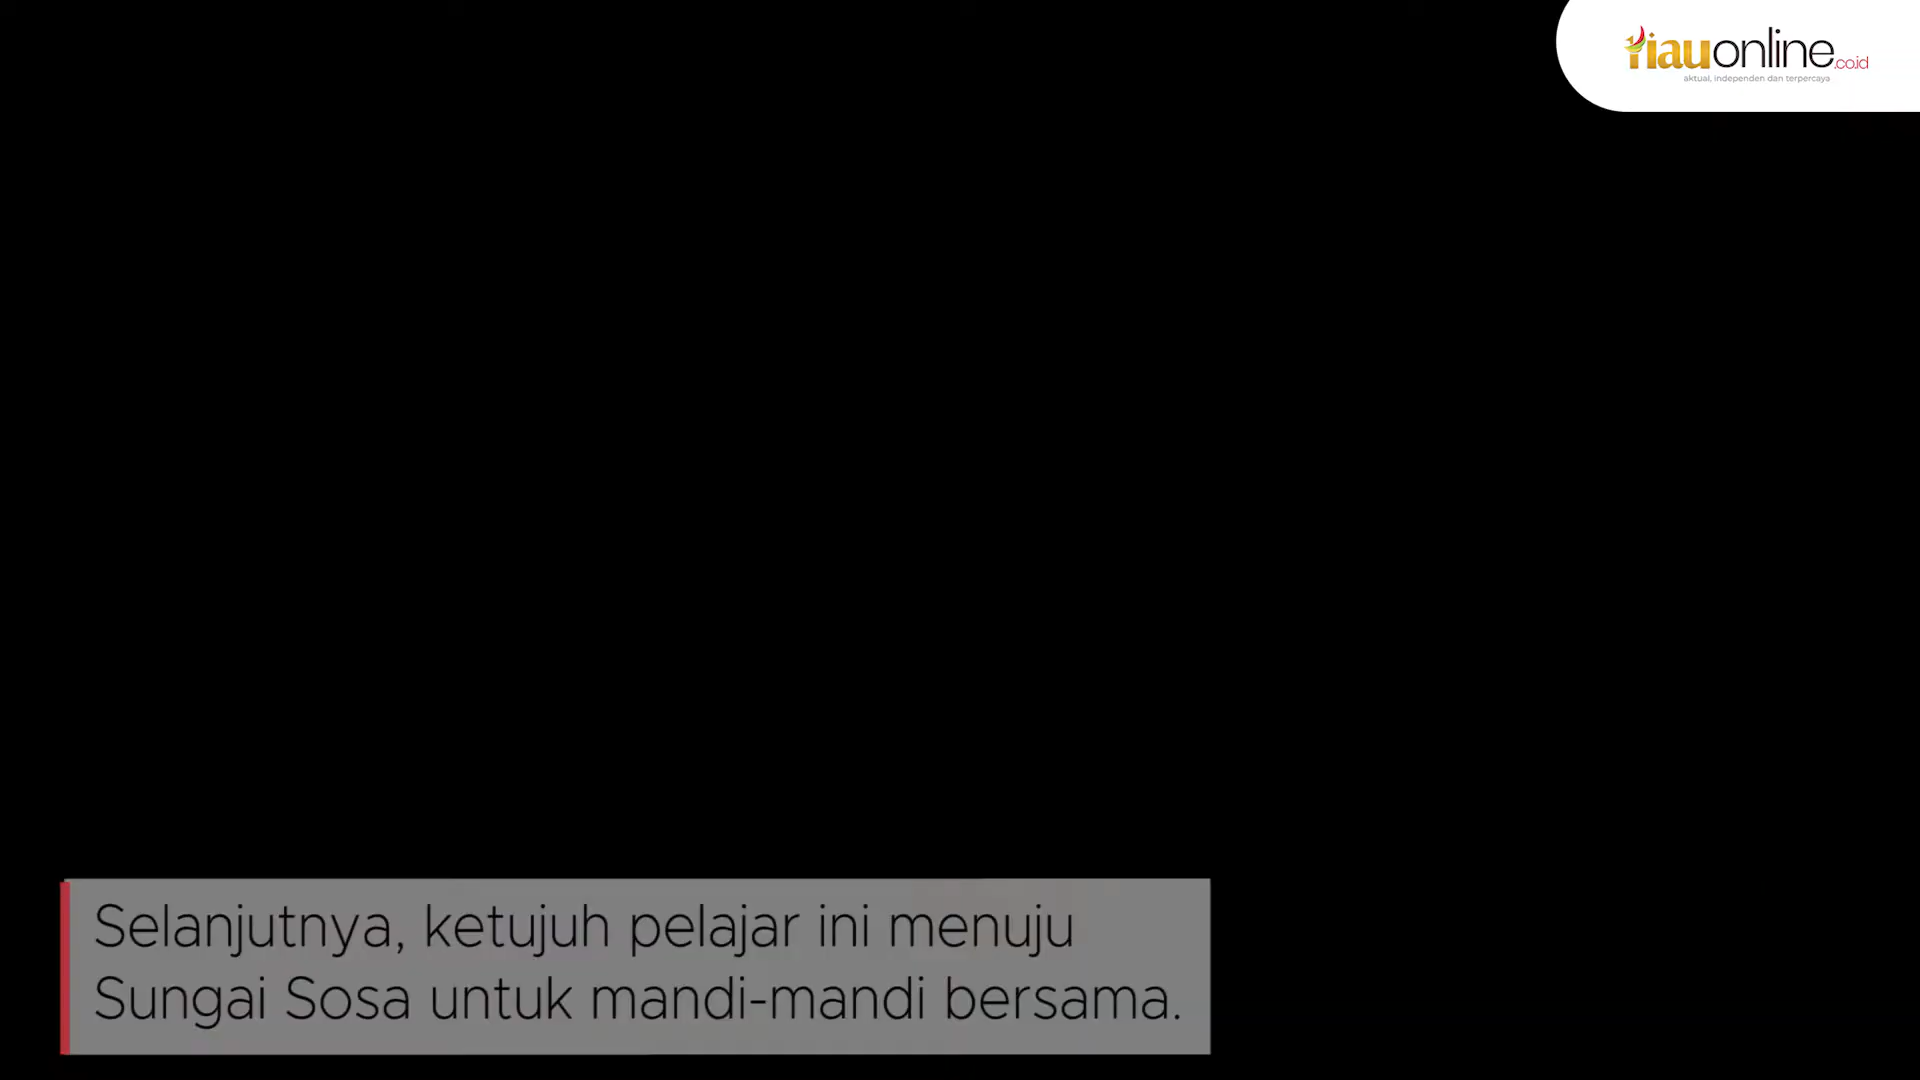 riauonline.co.id
aktual, independen dan terpercaya
Selanjutnya, ketujuh pelajar ini menuju
Sungai Sosa untuk mandi-mandi bersama.